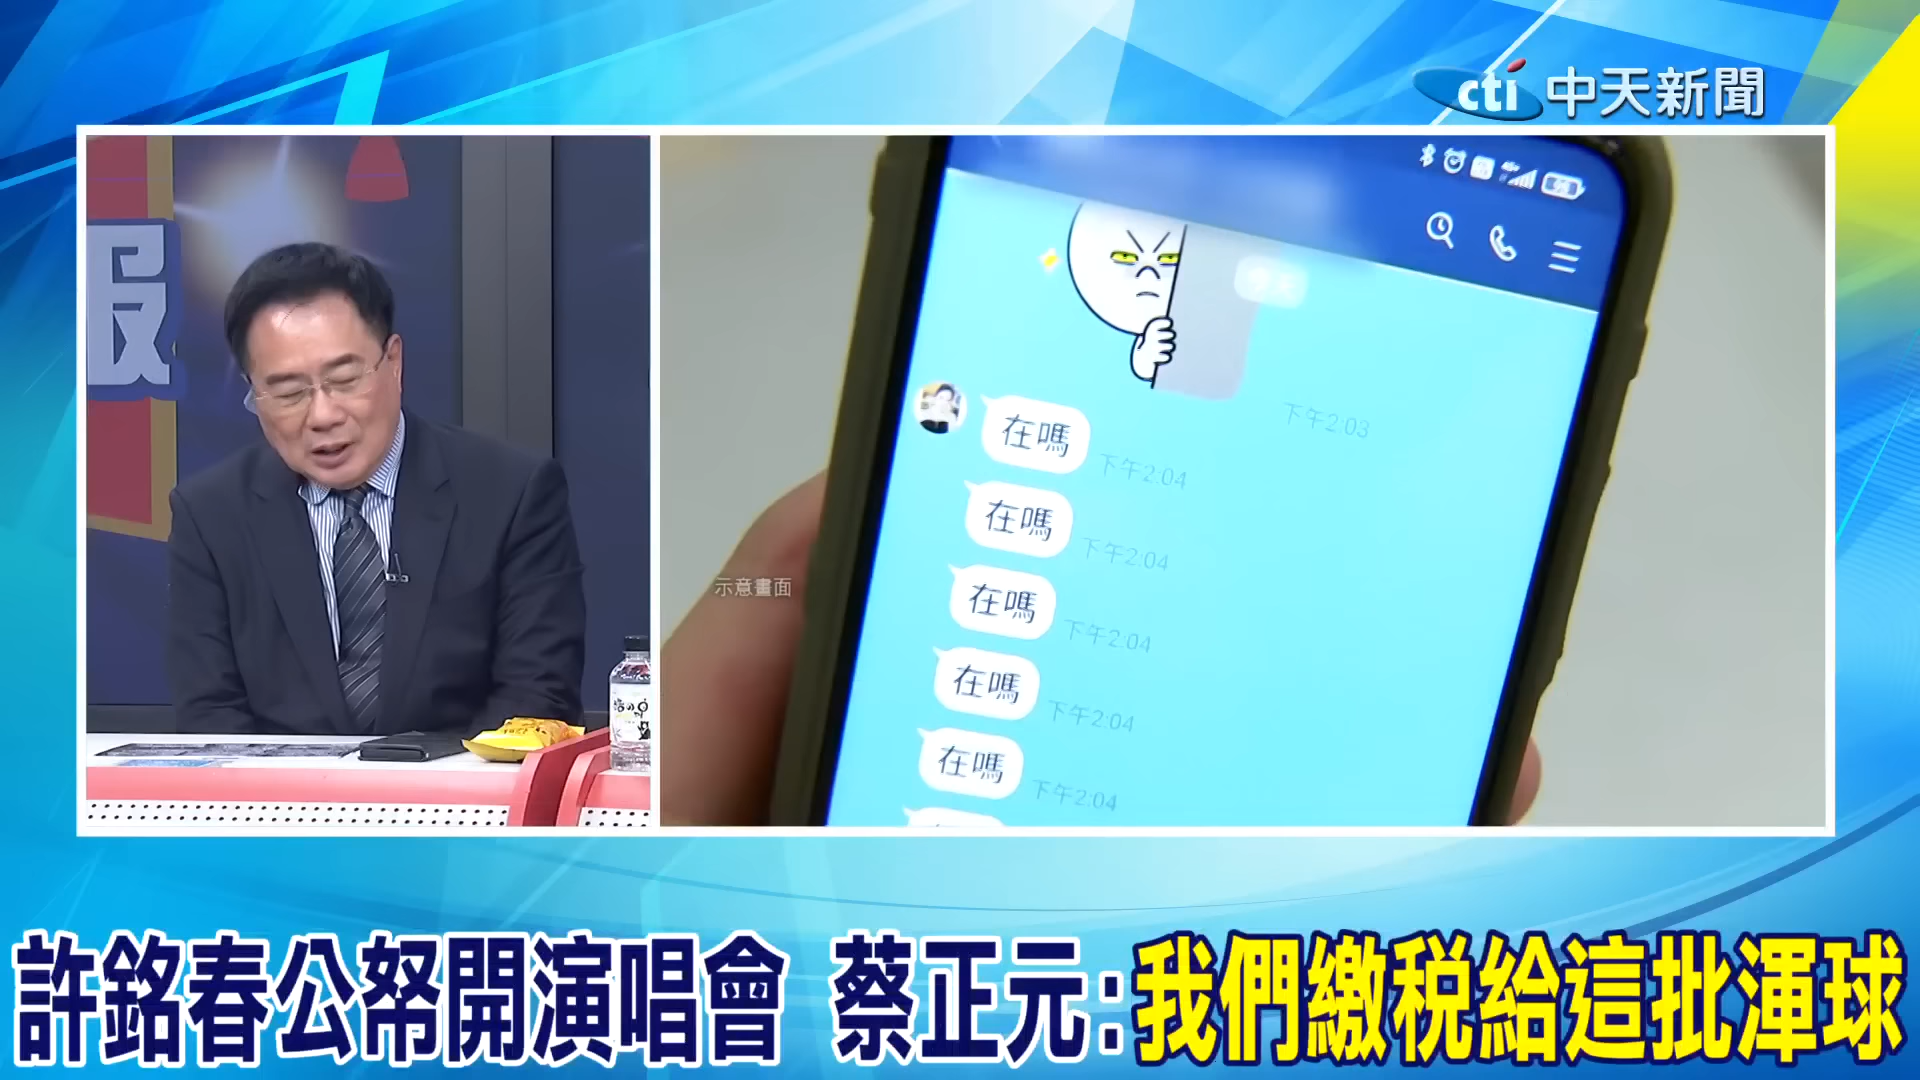 cti 中天新聞
報
下午2:03
在嗎 下午2:04
在嗎 下午2:04
在嗎 下午2:04
在嗎 下午2:04
在嗎 下午2:04
示意畫面
許銘春公帑開演唱會 蔡正元:我們繳税給這批渾球